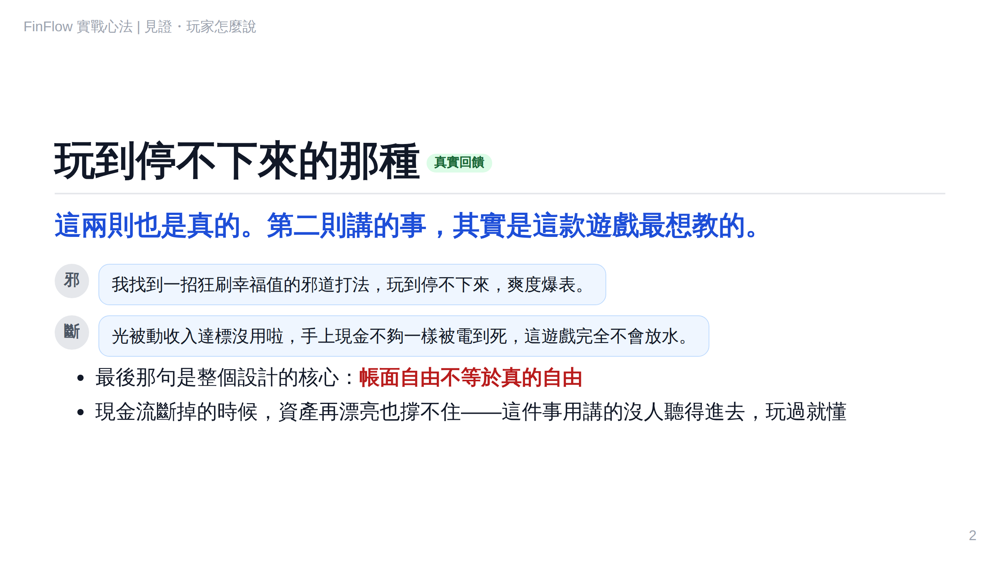 FinFlow 實戰心法 | 見證・玩家怎麼說
玩到停不下來的那種 真實回饋
這兩則也是真的。第二則講的事，其實是這款遊戲最想教的。
邪 我找到一招狂刷幸福值的邪道打法，玩到停不下來，爽度爆表。
斷 光被動收入達標沒用啦，手上現金不夠一樣被電到死，這遊戲完全不會放水。
• 最後那句是整個設計的核心：帳面自由不等於真的自由
• 現金流斷掉的時候，資產再漂亮也撐不住——這件事用講的沒人聽得進去，玩過就懂
2